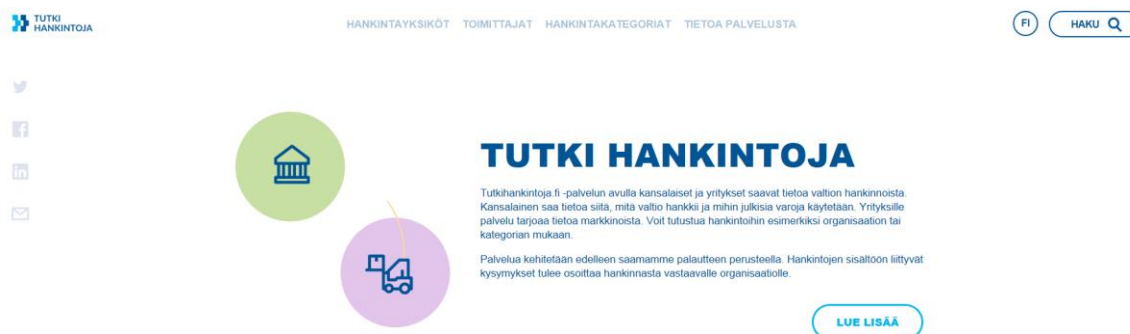 TUTKI
HANKINTOJA
HANKINTAYKSIKÖT TOIMITTAJAT HANKINTAKATEGORIAT TIETOA PALVELUSTA
FI
HAKU
TUTKI HANKINTOJA
Tutkihankintoja.fi -palvelun avulla kansalaiset ja yritykset saavat tietoa valtion hankinnoista.
Kansalainen saa tietoa siitä, mitä valtio hankkii ja mihin julkisia varoja käytetään. Yrityksille
palvelu tarjoaa tietoa markkinoista. Voit tutustua hankintoihin esimerkiksi organisaation tai
kategorian mukaan.
Palvelua kehitetään edelleen saamamme palautteen perusteella. Hankintojen sisältöön liittyvät
kysymykset tulee osoittaa hankinnasta vastaavalle organisaatiolle.
LUE LISÄÄ